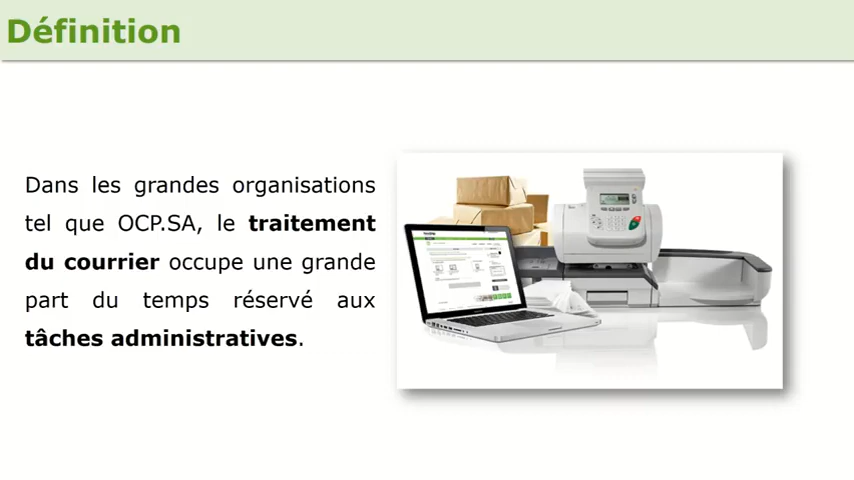 Définition
Dans les grandes organisations
tel que OCP.SA, le traitement
du courrier occupe une grande
part du temps réservé aux
tâches administratives.